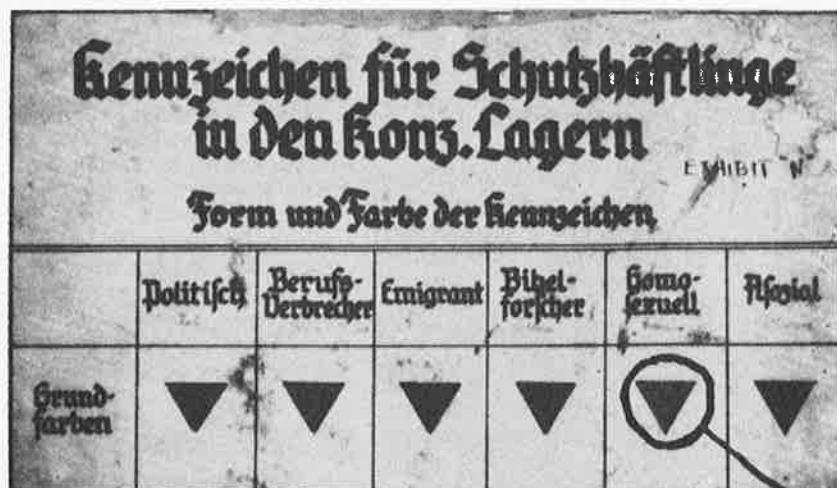 Kennzeichen für Schutzhäftlinge
in den Konz.Lagern
EXHIBIT "N"
Form und Farbe der Kennzeichen
Politisch
Berufs-
Verbrecher
Emigrant
Bibel-
forscher
Homo-
sexuell
Asozial
Grund-
farben